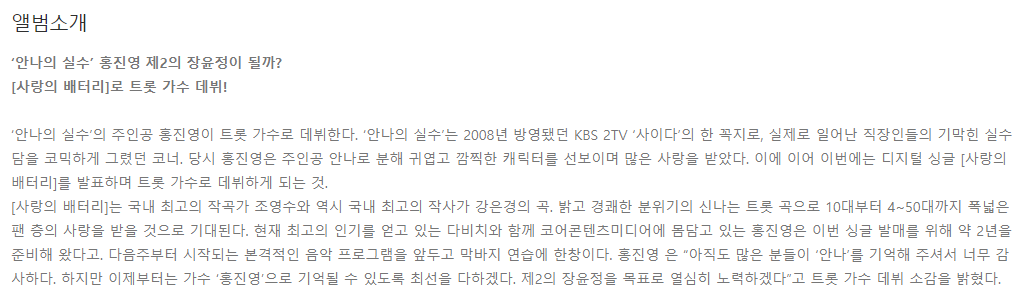 앨범소개
‘안나의 실수’ 홍진영 제2의 장윤정이 될까?
[사랑의 배터리]로 트롯 가수 데뷔!
‘안나의 실수’의 주인공 홍진영이 트롯 가수로 데뷔한다. ‘안나의 실수’는 2008년 방영됐던 KBS 2TV ‘사이다’의 한 꼭지로, 실제로 일어난 직장인들의 기막힌 실수
담을 코믹하게 그렸던 코너. 당시 홍진영은 주인공 안나로 분해 귀엽고 깜찍한 캐릭터를 선보이며 많은 사랑을 받았다. 이에 이어 이번에는 디지털 싱글 [사랑의
배터리]를 발표하며 트롯 가수로 데뷔하게 되는 것.
[사랑의 배터리]는 국내 최고의 작곡가 조영수와 역시 국내 최고의 작사가 강은경의 곡. 밝고 경쾌한 분위기의 신나는 트롯 곡으로 10대부터 4~50대까지 폭넓은
팬 층의 사랑을 받을 것으로 기대된다. 현재 최고의 인기를 얻고 있는 다비치와 함께 코어콘텐츠미디어에 몸담고 있는 홍진영은 이번 싱글 발매를 위해 약 2년을
준비해 왔다고. 다음주부터 시작되는 본격적인 음악 프로그램을 앞두고 막바지 연습에 한창이다. 홍진영 은 “아직도 많은 분들이 ‘안나’를 기억해 주셔서 너무 감
사하다. 하지만 이제부터는 가수 ‘홍진영’으로 기억될 수 있도록 최선을 다하겠다. 제2의 장윤정을 목표로 열심히 노력하겠다”고 트롯 가수 데뷔 소감을 밝혔다.